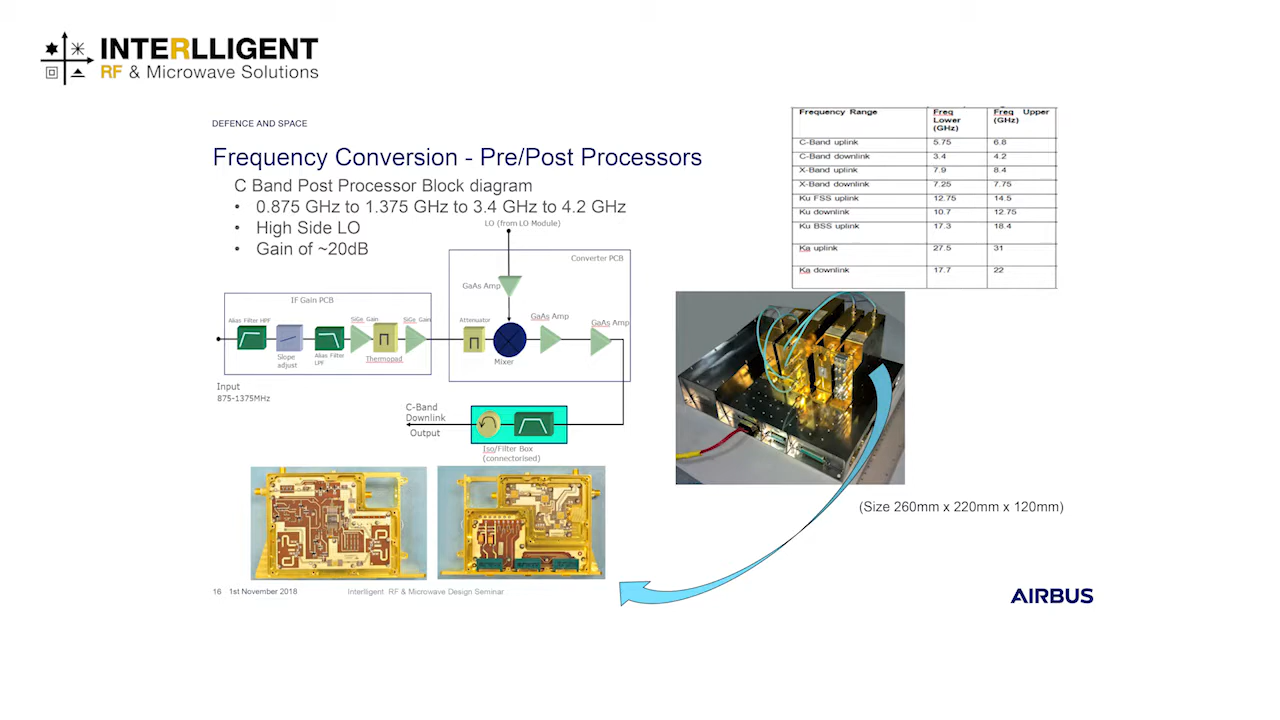 INTERLLIGENT
RF & Microwave Solutions
DEFENCE AND SPACE
Frequency Conversion - Pre/Post Processors
C Band Post Processor Block diagram
• 0.875 GHz to 1.375 GHz to 3.4 GHz to 4.2 GHz
• High Side LO
• Gain of ~20dB
LO (from LO Module)
Converter PCB
GaAs Amp
IF Gain PCB
Alias Filter HPF
SiGe Gain
SiGe Gain
Attenuator
GaAs Amp
GaAs Amp
Slope
adjust
Alias Filter
LPF
Thermopad
Mixer
Input
875-1375MHz
C-Band
Downlink
Output
Iso/Filter Box
(connectorised)
Frequency Range Freq Lower (GHz) Freq Upper (GHz)
C-Band uplink 5.75 6.8
C-Band downlink 3.4 4.2
X-Band uplink 7.9 8.4
X-Band downlink 7.25 7.75
Ku FSS uplink 12.75 14.5
Ku downlink 10.7 12.75
Ku BSS uplink 17.3 18.4
Ka uplink 27.5 31
Ka downlink 17.7 22
(Size 260mm x 220mm x 120mm)
16 1st November 2018 Interlligent RF & Microwave Design Seminar
AIRBUS